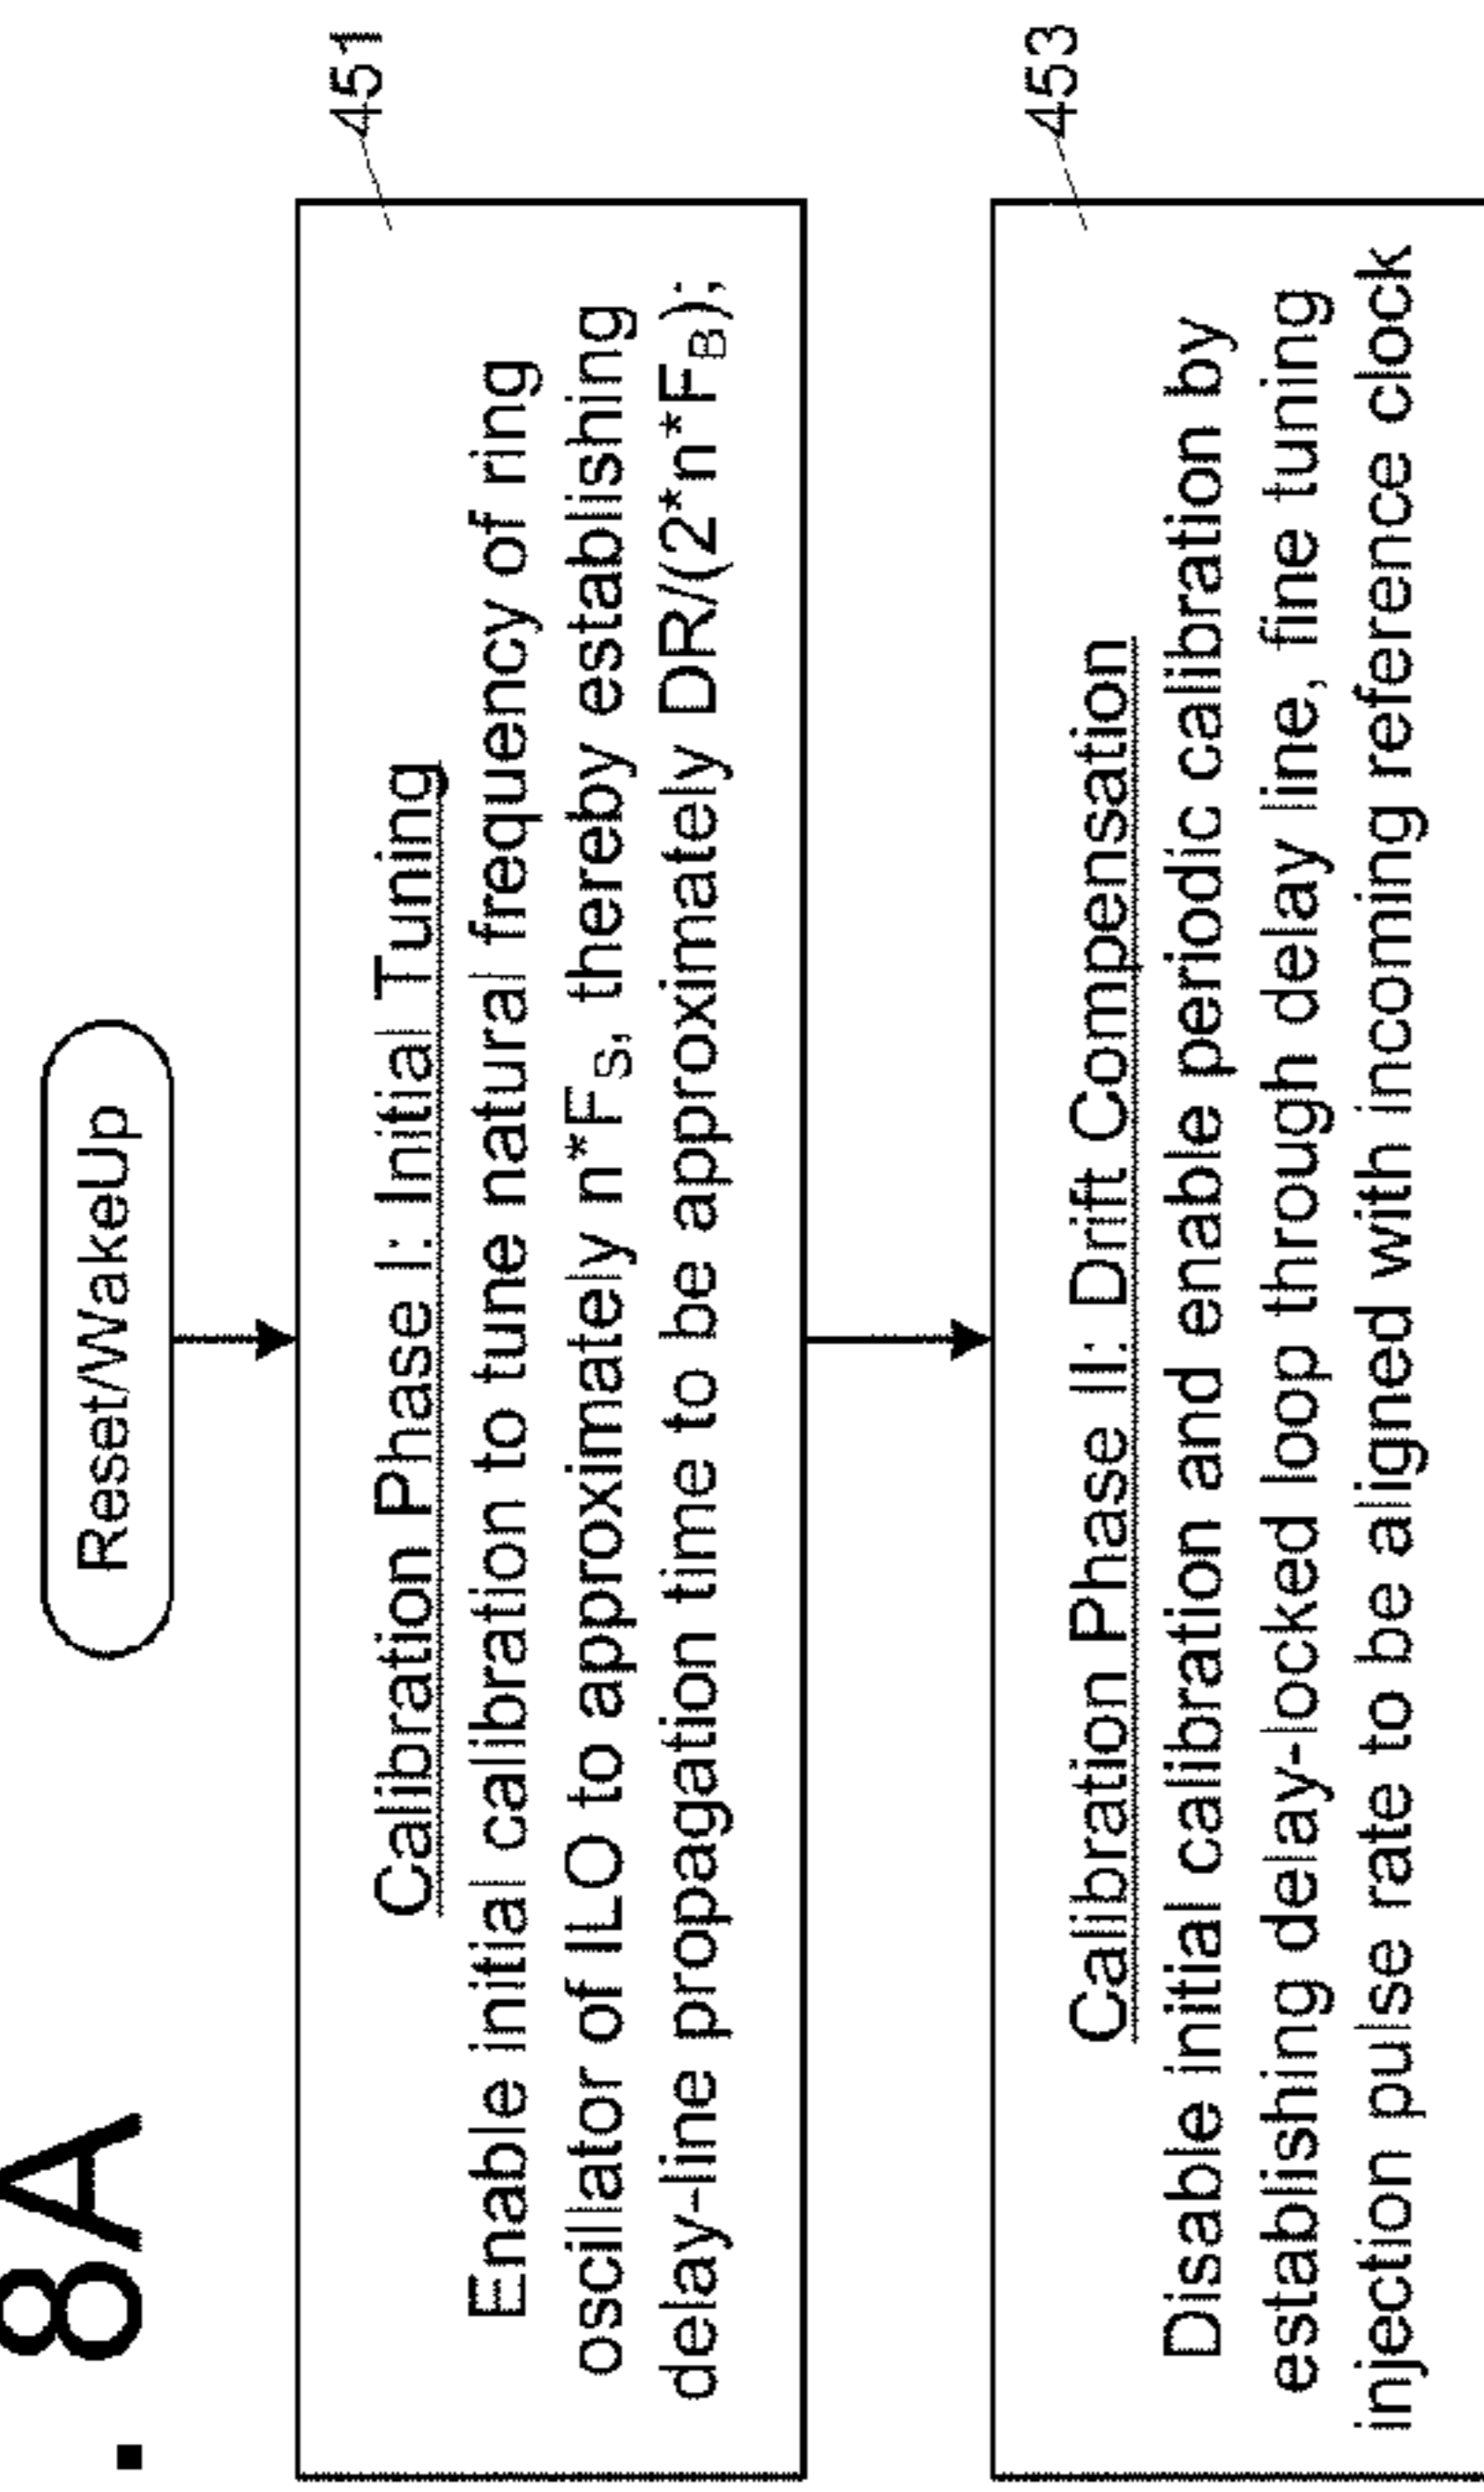 . 8A
Reset/WakeUp
451
Calibration Phase I: Initial Tuning
Enable initial calibration to tune natural frequency of ring
oscillator of ILO to approximately n*FS, thereby establishing
delay-line propagation time to be approximately DR/(2*n*FB);
453
Calibration Phase II: Drift Compensation
Disable initial calibration and enable periodic calibration by
establishing delay-locked loop through delay line, fine tuning
injection pulse rate to be aligned with incoming reference clock